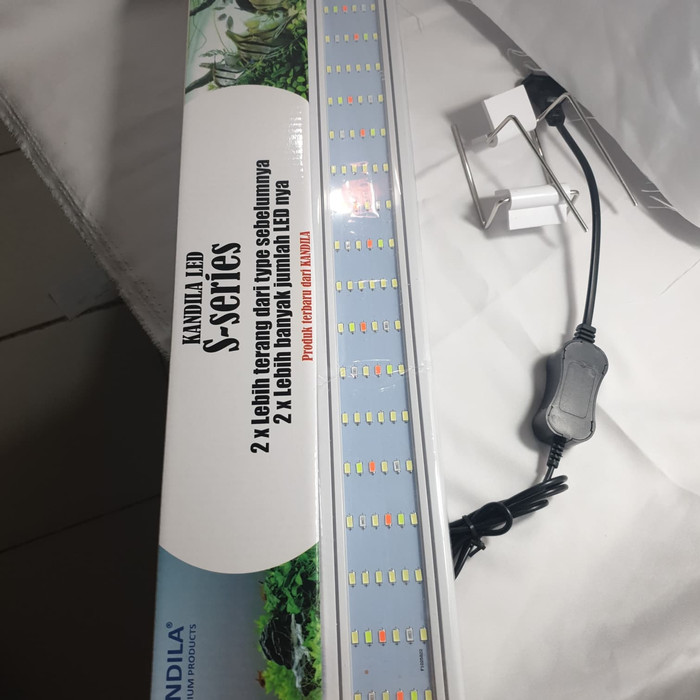 KANDILA LED
S-series
2 x Lebih terang dari type sebelumnya
2 x Lebih banyak jumlah LED nya
Produk terbaru dari KANDILA
NDILA®
IUM PRODUCTS